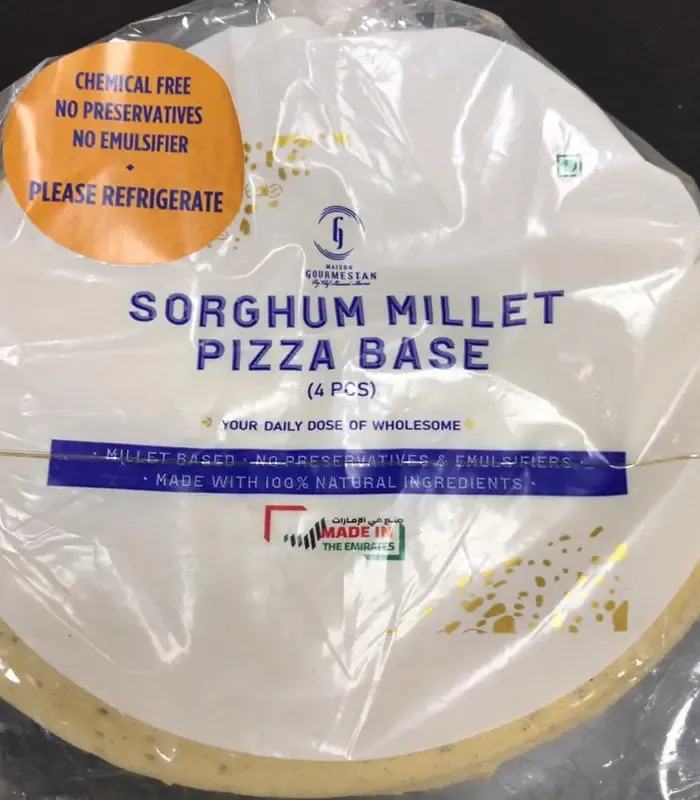 CHEMICAL FREE
NO PRESERVATIVES
NO EMULSIFIER
PLEASE REFRIGERATE
MAISON
GOURMESTAN
SORGHUM MILLET
PIZZA BASE
(4 PCS)
YOUR DAILY DOSE OF WHOLESOME
· MILLET BASED · NO PRESERVATIVES & EMULSIFIERS ·
· MADE WITH 100% NATURAL INGREDIENTS ·
صنع في الإمارات
MADE IN
THE EMIRATES